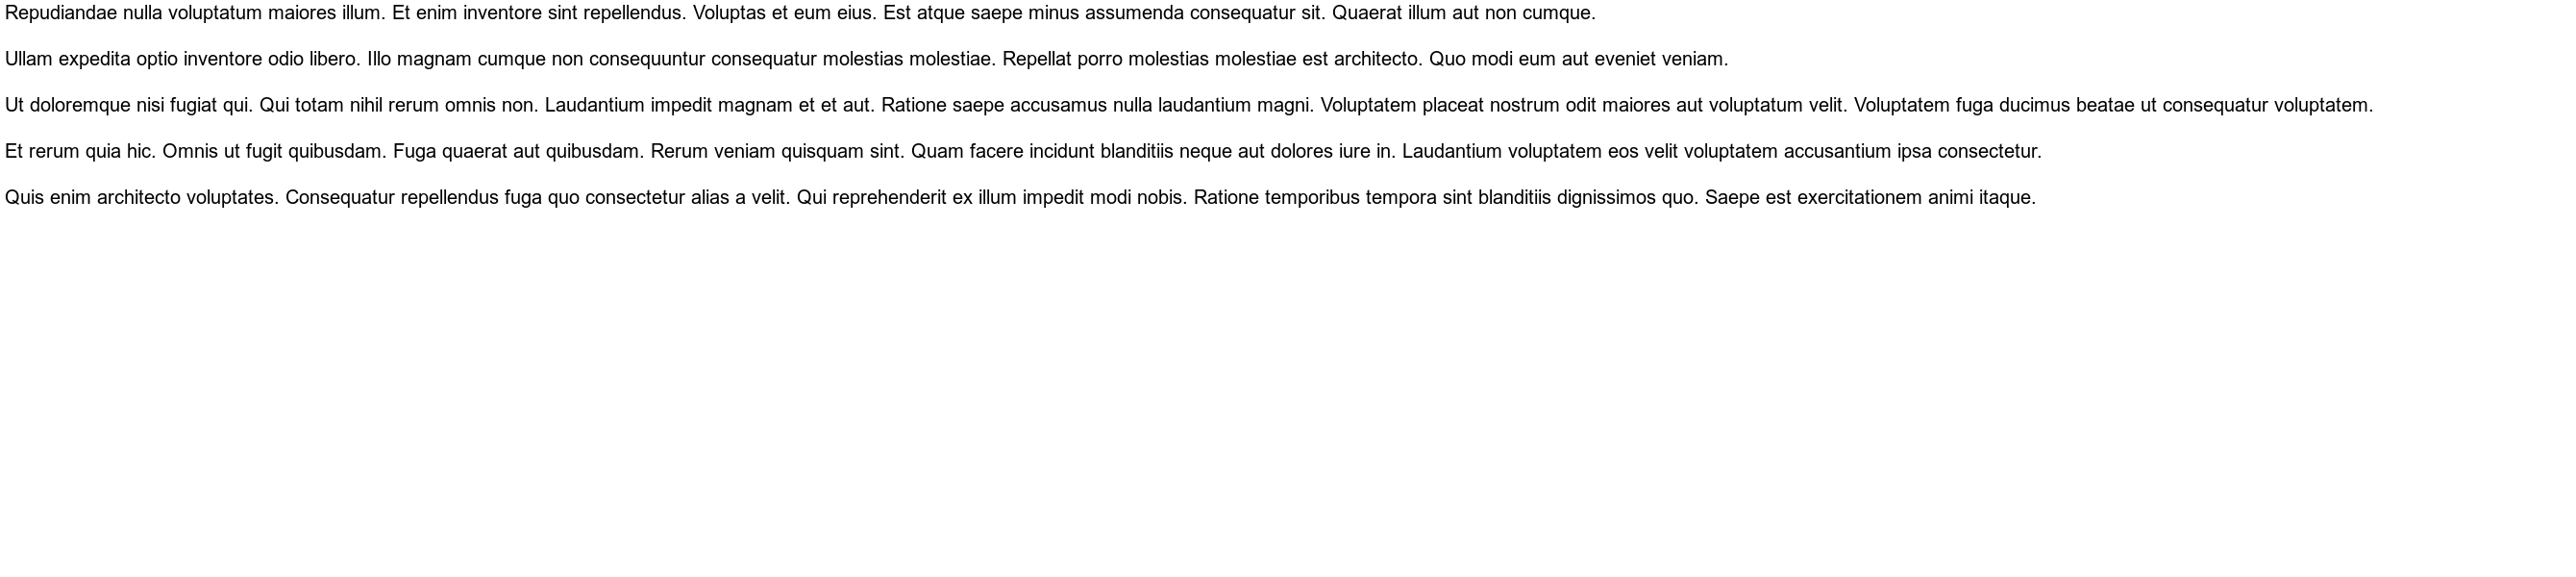 Repudiandae nulla voluptatum maiores illum. Et enim inventore sint repellendus. Voluptas et eum eius. Est atque saepe minus assumenda consequatur sit. Quaerat illum aut non cumque.
Ullam expedita optio inventore odio libero. Illo magnam cumque non consequuntur consequatur molestias molestiae. Repellat porro molestias molestiae est architecto. Quo modi eum aut eveniet veniam.
Ut doloremque nisi fugiat qui. Qui totam nihil rerum omnis non. Laudantium impedit magnam et et aut. Ratione saepe accusamus nulla laudantium magni. Voluptatem placeat nostrum odit maiores aut voluptatum velit. Voluptatem fuga ducimus beatae ut consequatur voluptatem.
Et rerum quia hic. Omnis ut fugit quibusdam. Fuga quaerat aut quibusdam. Rerum veniam quisquam sint. Quam facere incidunt blanditiis neque aut dolores iure in. Laudantium voluptatem eos velit voluptatem accusantium ipsa consectetur.
Quis enim architecto voluptates. Consequatur repellendus fuga quo consectetur alias a velit. Qui reprehenderit ex illum impedit modi nobis. Ratione temporibus tempora sint blanditiis dignissimos quo. Saepe est exercitationem animi itaque.